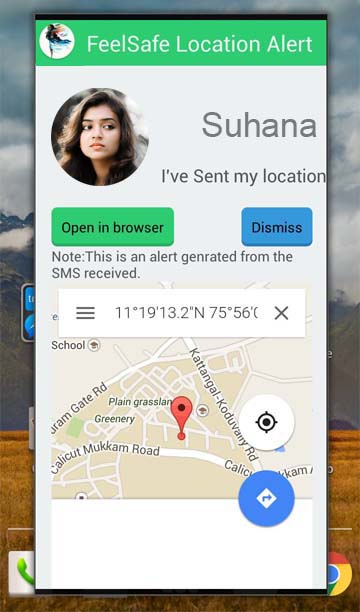 FeelSafe Location Alert
Suhana
I've Sent my location
Open in browser
Dismiss
Note:This is an alert genrated from the
SMS received.
11°19'13.2"N 75°56'0
School
Kattangal-Koduvally Rd
uram Gate Rd
Plain grasslan
Greenery
Calicut Mukkam Road
Calicut